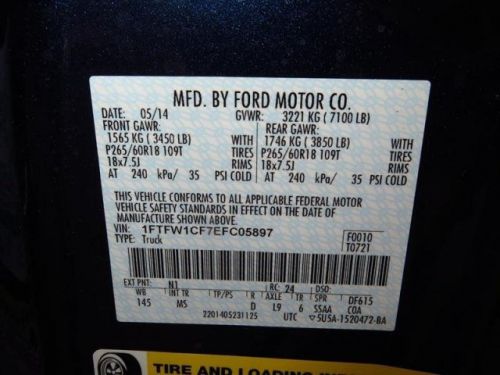 MFD. BY FORD MOTOR CO.
DATE: 05/14 GVWR: 3221 KG ( 7100 LB)
FRONT GAWR: REAR GAWR:
1565 KG ( 3450 LB) 1746 KG ( 3850 LB)
P265/60R18 109T TIRES P265/60R18 109T TIRES
18x7.5J RIMS 18x7.5J RIMS
AT 240 kPa/ 35 PSI COLD AT 240 kPa/ 35 PSI COLD
THIS VEHICLE CONFORMS TO ALL APPLICABLE FEDERAL MOTOR
VEHICLE SAFETY STANDARDS IN EFFECT ON THE DATE OF
MANUFACTURE SHOWN ABOVE.
VIN: 1FTFW1CF7EFC05897 F0010
TYPE: Truck T0721
EXT PNT: N1 RC: 24 DF615
WB INT TR TP/PS R AXLE TR SPR COA
145 MS D L9 6 SSAA
2201405231125 UTC 5U5A-1520472-BA
TIRE AND LOADING